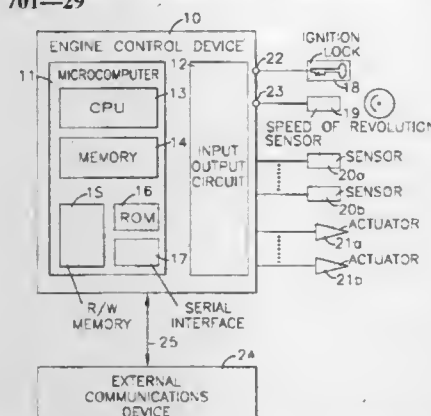 701—29
10
ENGINE CONTROL DEVICE
22
IGNITION
LOCK
11
MICROCOMPUTER
12
13
CPU
18
23
14
MEMORY
19
SPEED OF REVOLUTION
SENSOR
INPUT
OUTPUT
CIRCUIT
SENSOR
20a
15
16
ROM
SENSOR
20b
17
ACTUATOR
21a
ACTUATOR
21b
R/W
MEMORY
SERIAL
INTERFACE
25
24
EXTERNAL
COMMUNICATIONS
DEVICE